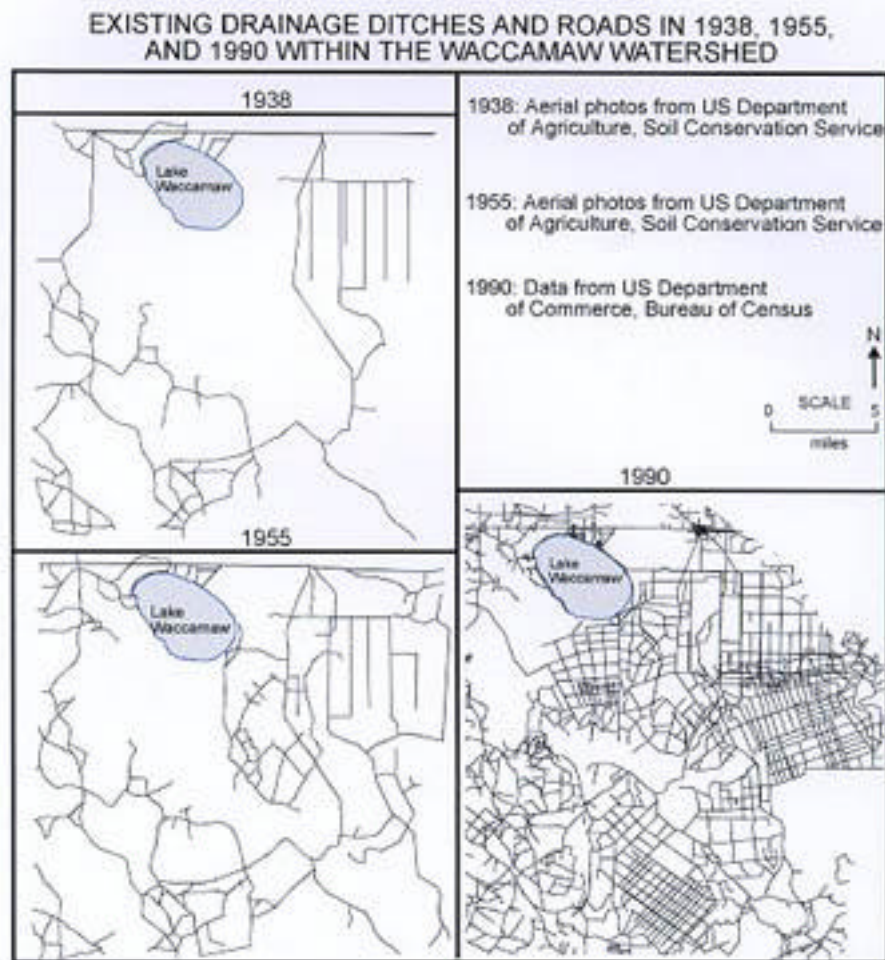 EXISTING DRAINAGE DITCHES AND ROADS IN 1938, 1955,
AND 1990 WITHIN THE WACCAMAW WATERSHED
1938
Lake
Waccamaw
1938: Aerial photos from US Department
of Agriculture, Soil Conservation Service
1955: Aerial photos from US Department
of Agriculture, Soil Conservation Service
1990: Data from US Department
of Commerce, Bureau of Census
N
SCALE
0 5
miles
1955
Lake
Waccamaw
1990
Lake
Waccamaw